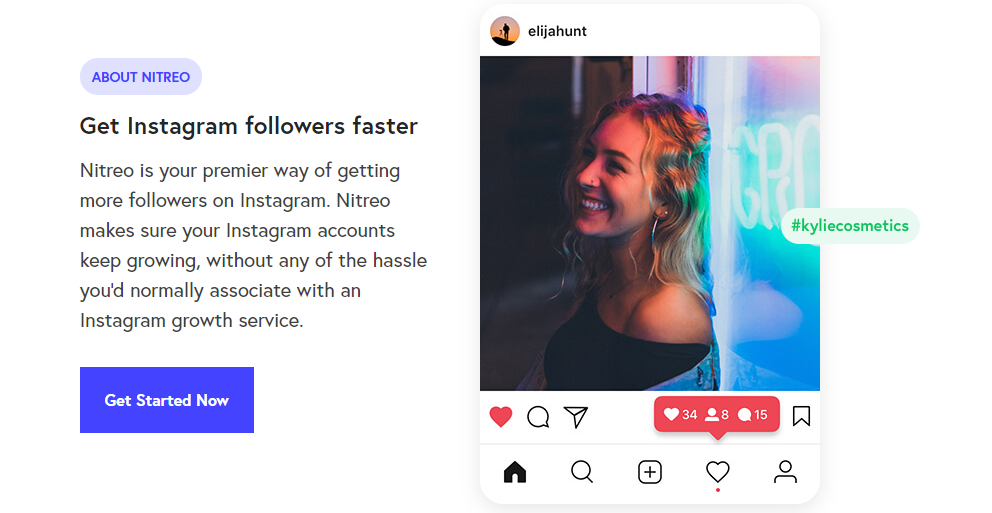 ABOUT NITREO
Get Instagram followers faster
Nitreo is your premier way of getting
more followers on Instagram. Nitreo
makes sure your Instagram accounts
keep growing, without any of the hassle
you'd normally associate with an
Instagram growth service.
Get Started Now
elijahunt
#kyliecosmetics
34 8 15